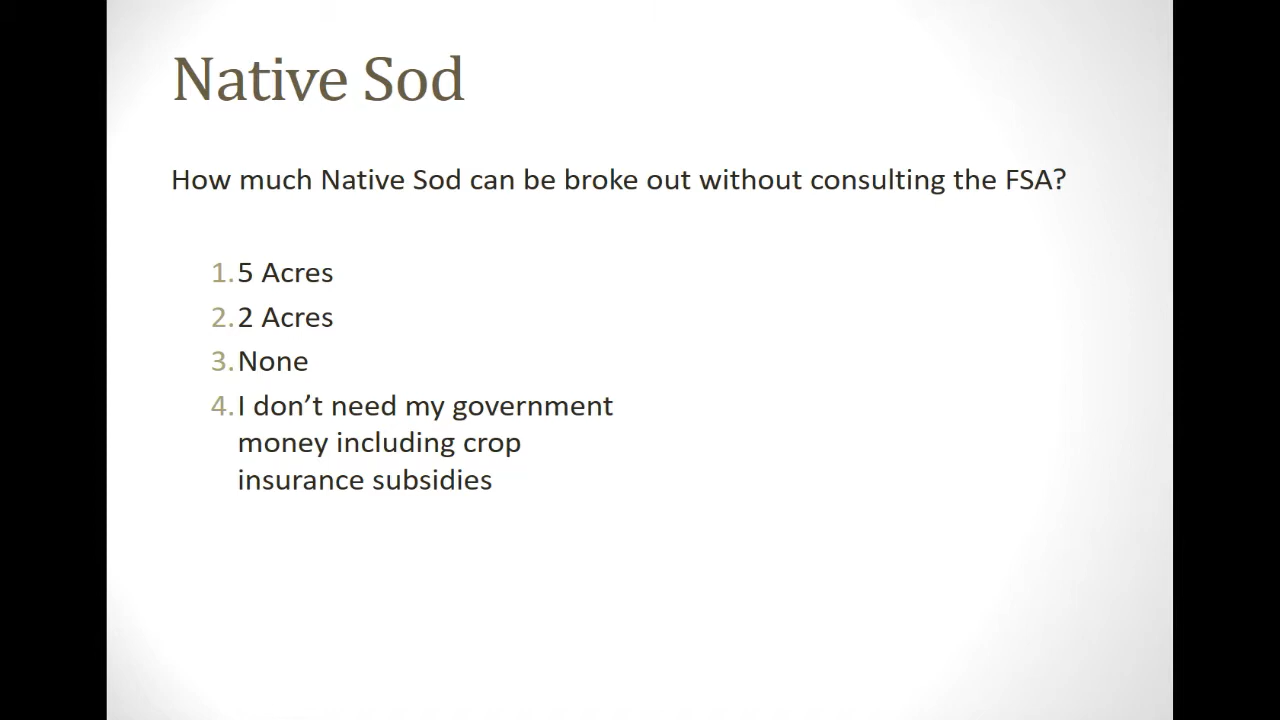 Native Sod
How much Native Sod can be broke out without consulting the FSA?
1. 5 Acres
2. 2 Acres
3. None
4. I don’t need my government
money including crop
insurance subsidies